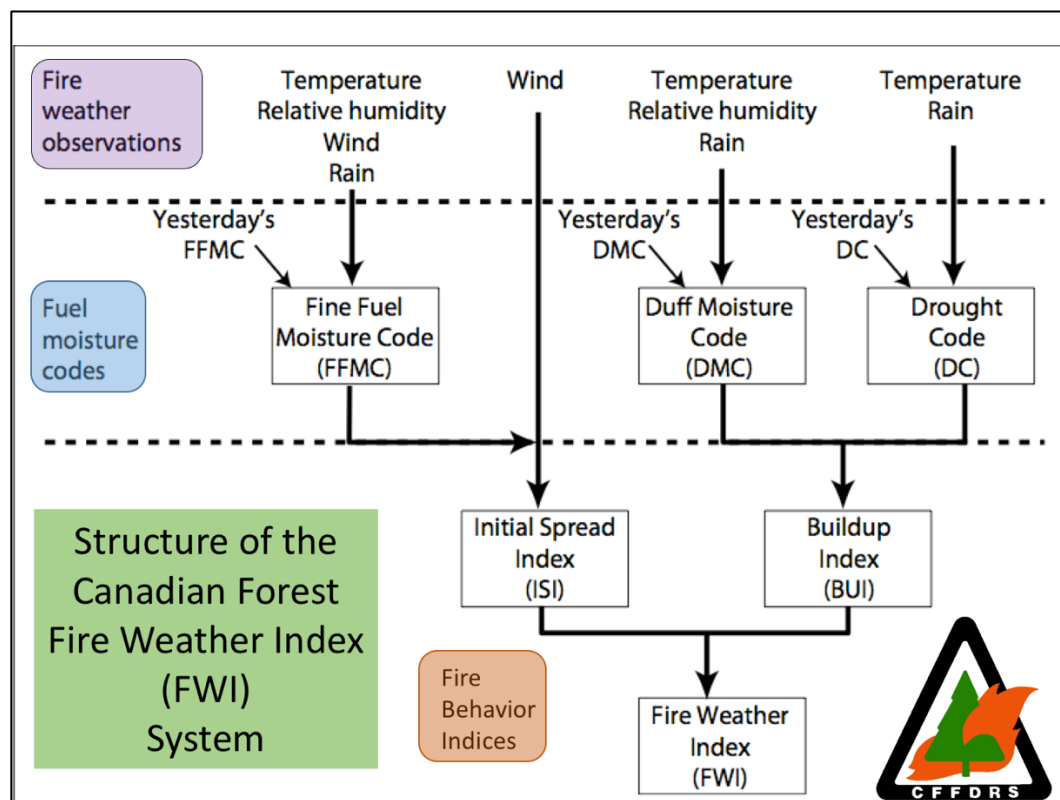 Fire
weather
observations
Temperature
Relative humidity
Wind
Rain
Wind
Temperature
Relative humidity
Rain
Temperature
Rain
Yesterday's
FFMC
Yesterday's
DMC
Yesterday's
DC
Fuel
moisture
codes
Fine Fuel
Moisture Code
(FFMC)
Duff Moisture
Code
(DMC)
Drought
Code
(DC)
Structure of the
Canadian Forest
Fire Weather Index
(FWI)
System
Initial Spread
Index
(ISI)
Buildup
Index
(BUI)
Fire
Behavior
Indices
Fire Weather
Index
(FWI)
CFFDRS